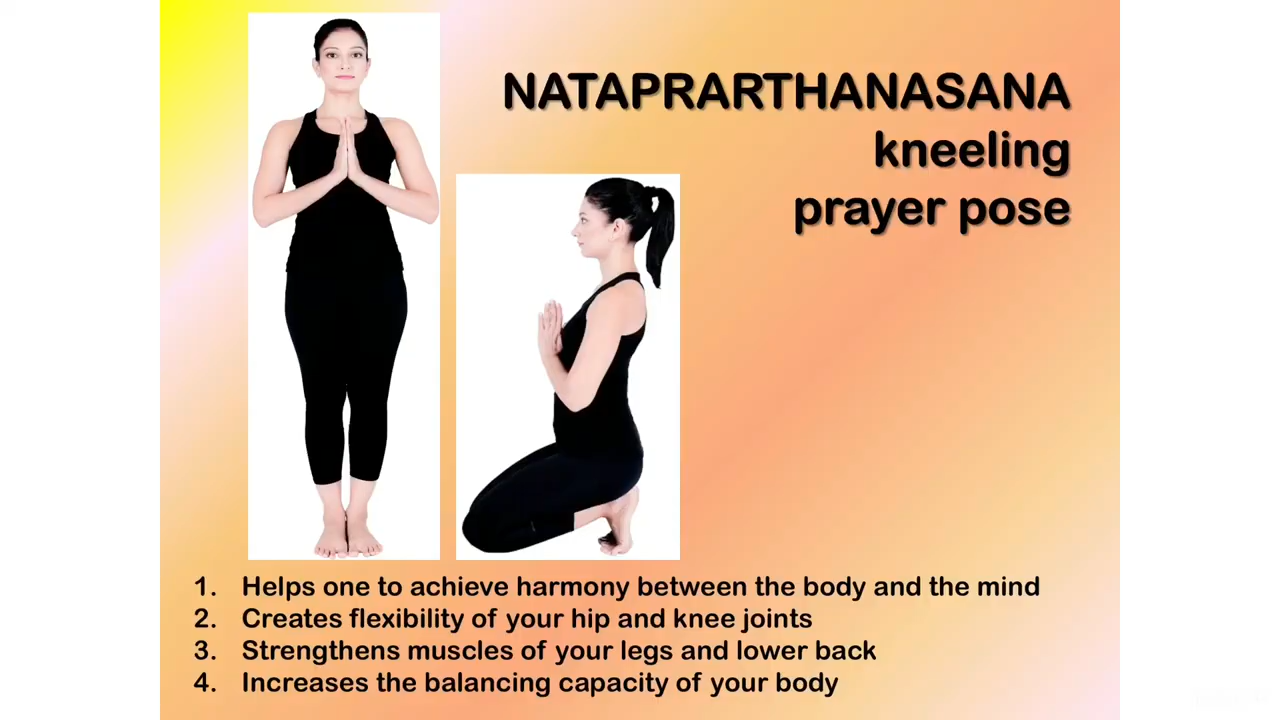 NATAPRARTHANASANA
kneeling
prayer pose
1. Helps one to achieve harmony between the body and the mind
2. Creates flexibility of your hip and knee joints
3. Strengthens muscles of your legs and lower back
4. Increases the balancing capacity of your body